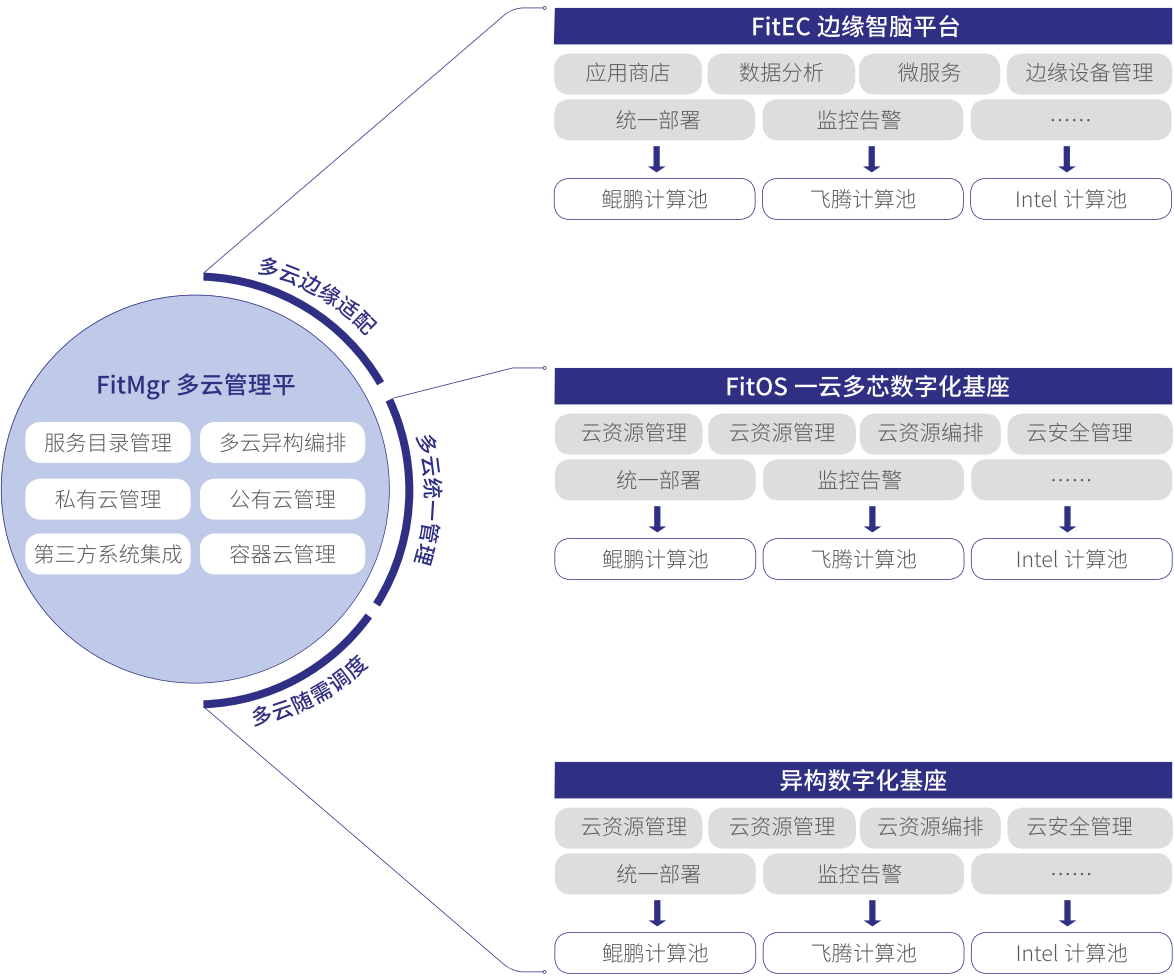 FitEC 边缘智脑平台
应用商店
数据分析
微服务
边缘设备管理
统一部署
监控告警
······
鲲鹏计算池
飞腾计算池
Intel 计算池
多云边缘适配
FitMgr 多云管理平
服务目录管理
多云异构编排
私有云管理
公有云管理
第三方系统集成
容器云管理
多云统一管理
多云随需调度
FitOS 一云多芯数字化基座
云资源管理
云资源管理
云资源编排
云安全管理
统一部署
监控告警
······
鲲鹏计算池
飞腾计算池
Intel 计算池
异构数字化基座
云资源管理
云资源管理
云资源编排
云安全管理
统一部署
监控告警
······
鲲鹏计算池
飞腾计算池
Intel 计算池